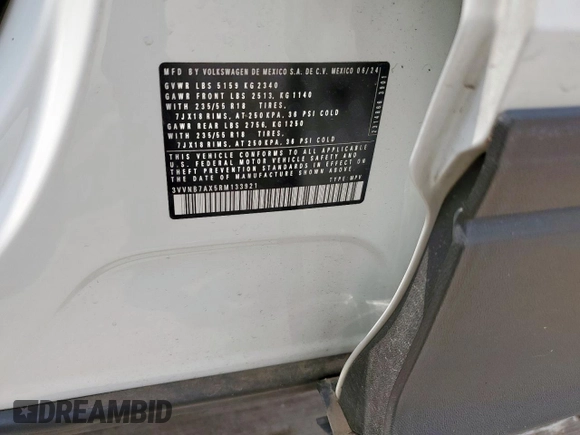 MFD BY VOLKSWAGEN DE MEXICO S.A. DE C.V. MEXICO 06/24
GVWR LBS 5159 KG 2340
GAWR FRONT LBS 2513, KG 1140
WITH 235/55 R18 TIRES.
7JX18 RIMS, AT-250 KPA, 36 PSI COLD
GAWR REAR LBS 2756, KG 1250
WITH 235/55 R18 TIRES.
7JX18 RIMS, AT 250 KPA, 36 PSI COLD
THIS VEHICLE CONFORMS TO ALL APPLICABLE
U.S. FEDERAL MOTOR VEHICLE SAFETY AND
THEFT PREVENTION STANDARDS IN EFFECT ON
THE DATE OF MANUFACTURE SHOWN ABOVE
3VVNB7AX5RM133921 TYPE: MPV
DREAMBID